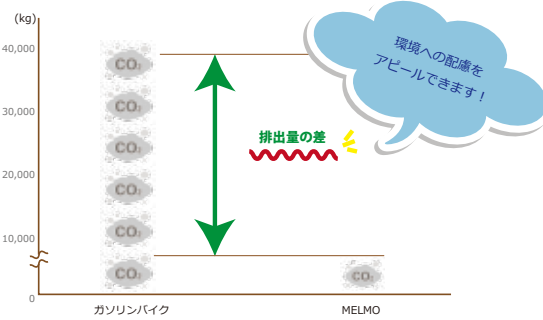 (kg)
40,000
30,000
20,000
10,000
0
CO₂
CO₂
CO₂
CO₂
CO₂
CO₂
CO₂
環境への配慮を
アピールできます！
排出量の差
ガソリンバイク
MELMO